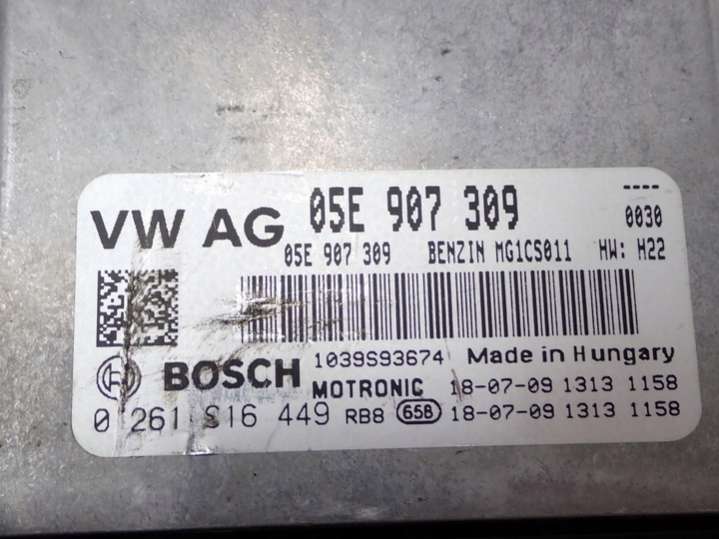 VW AG 05E 907 309 ----
0030
05E 907 309 BENZIN MG1CS011 HW: H22
BOSCH 1039S93674 Made in Hungary
MOTRONIC 18-07-09 1313 1158
0 261 S16 449 RB8 658 18-07-09 1313 1158